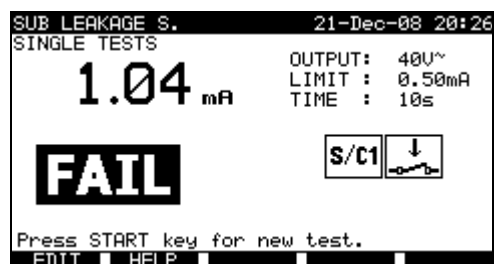 SUB LEAKAGE S. 21-Dec-08 20:26
SINGLE TESTS
OUTPUT: 40V~
1.04 mA
LIMIT : 0.50mA
TIME : 10s
S/C1
FAIL
Press START key for new test.
EDIT HELP